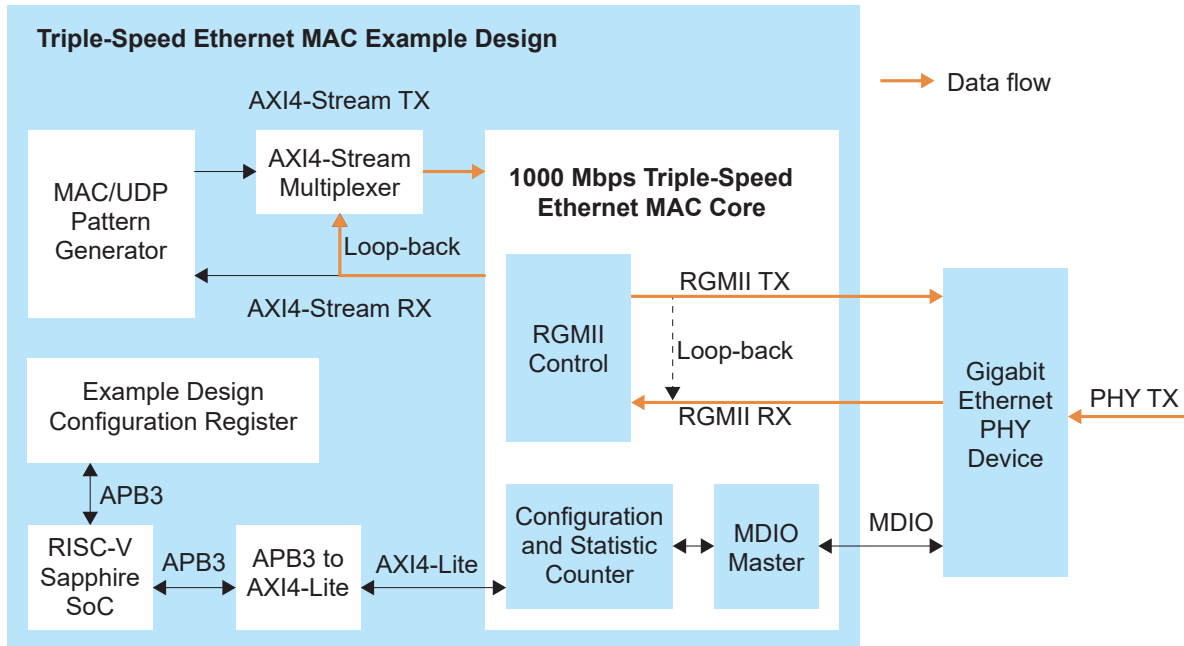 Triple-Speed Ethernet MAC Example Design
Data flow
AXI4-Stream TX
MAC/UDP
Pattern
Generator
AXI4-Stream
Multiplexer
Loop-back
AXI4-Stream RX
1000 Mbps Triple-Speed
Ethernet MAC Core
RGMII
Control
RGMII TX
Loop-back
RGMII RX
Gigabit
Ethernet
PHY
Device
PHY TX
Example Design
Configuration Register
APB3
RISC-V
Sapphire
SoC
APB3
APB3 to
AXI4-Lite
AXI4-Lite
Configuration
and Statistic
Counter
MDIO
Master
MDIO